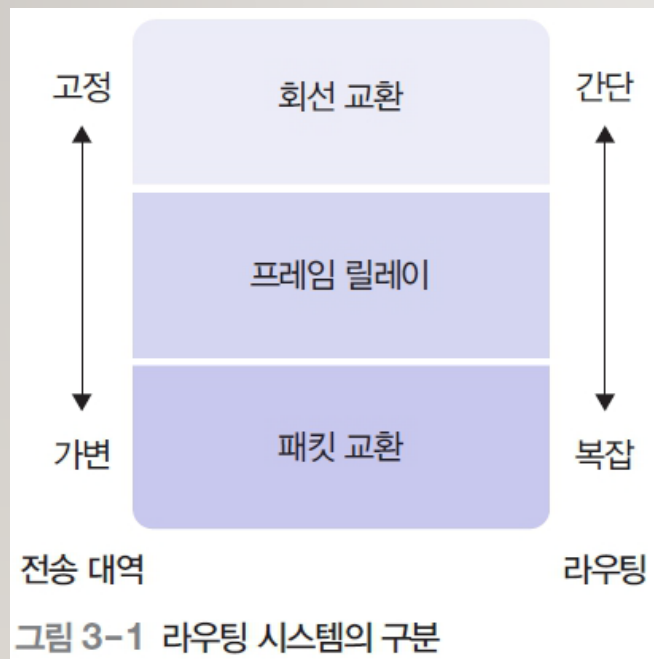 고정
회선 교환
간단
프레임 릴레이
가변
패킷 교환
복잡
전송 대역
라우팅
그림 3-1 라우팅 시스템의 구분